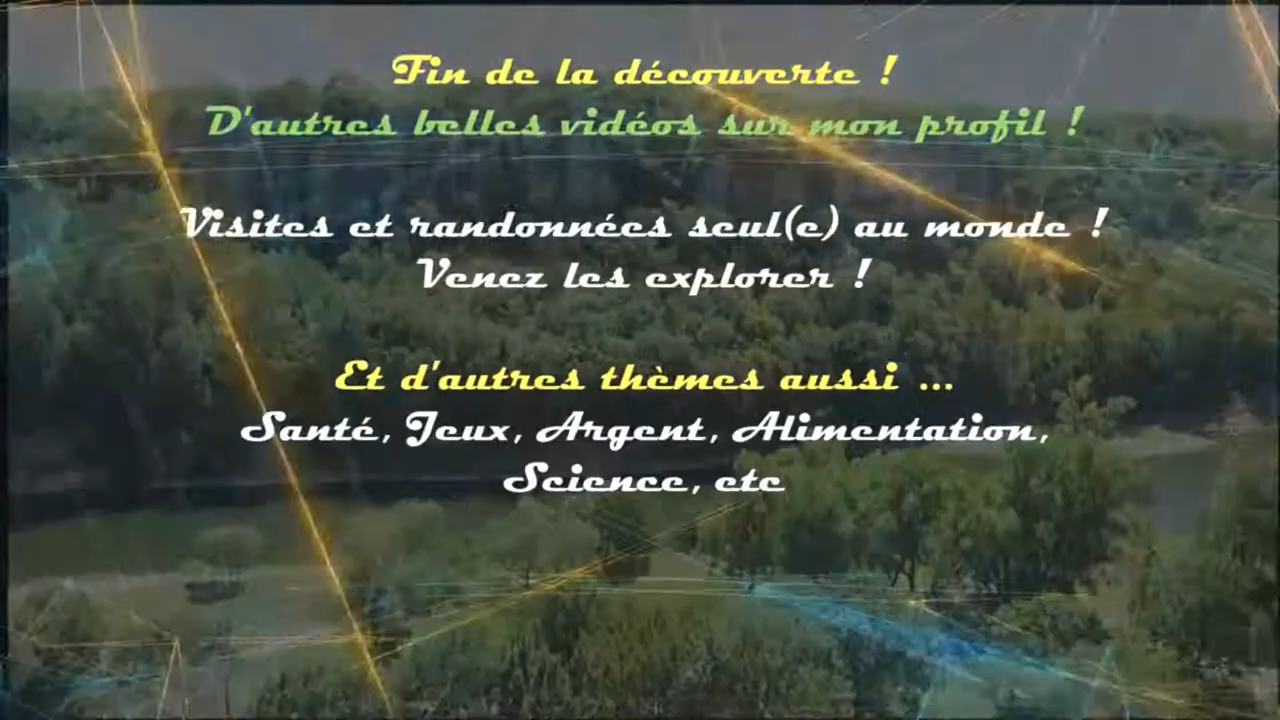 Fin de la découverte !
D'autres belles vidéos sur mon profil !
Visites et randonnées seul(e) au monde !
Venez les explorer !
Et d'autres thèmes aussi ...
Santé, Jeux, Argent, Alimentation,
Science, etc